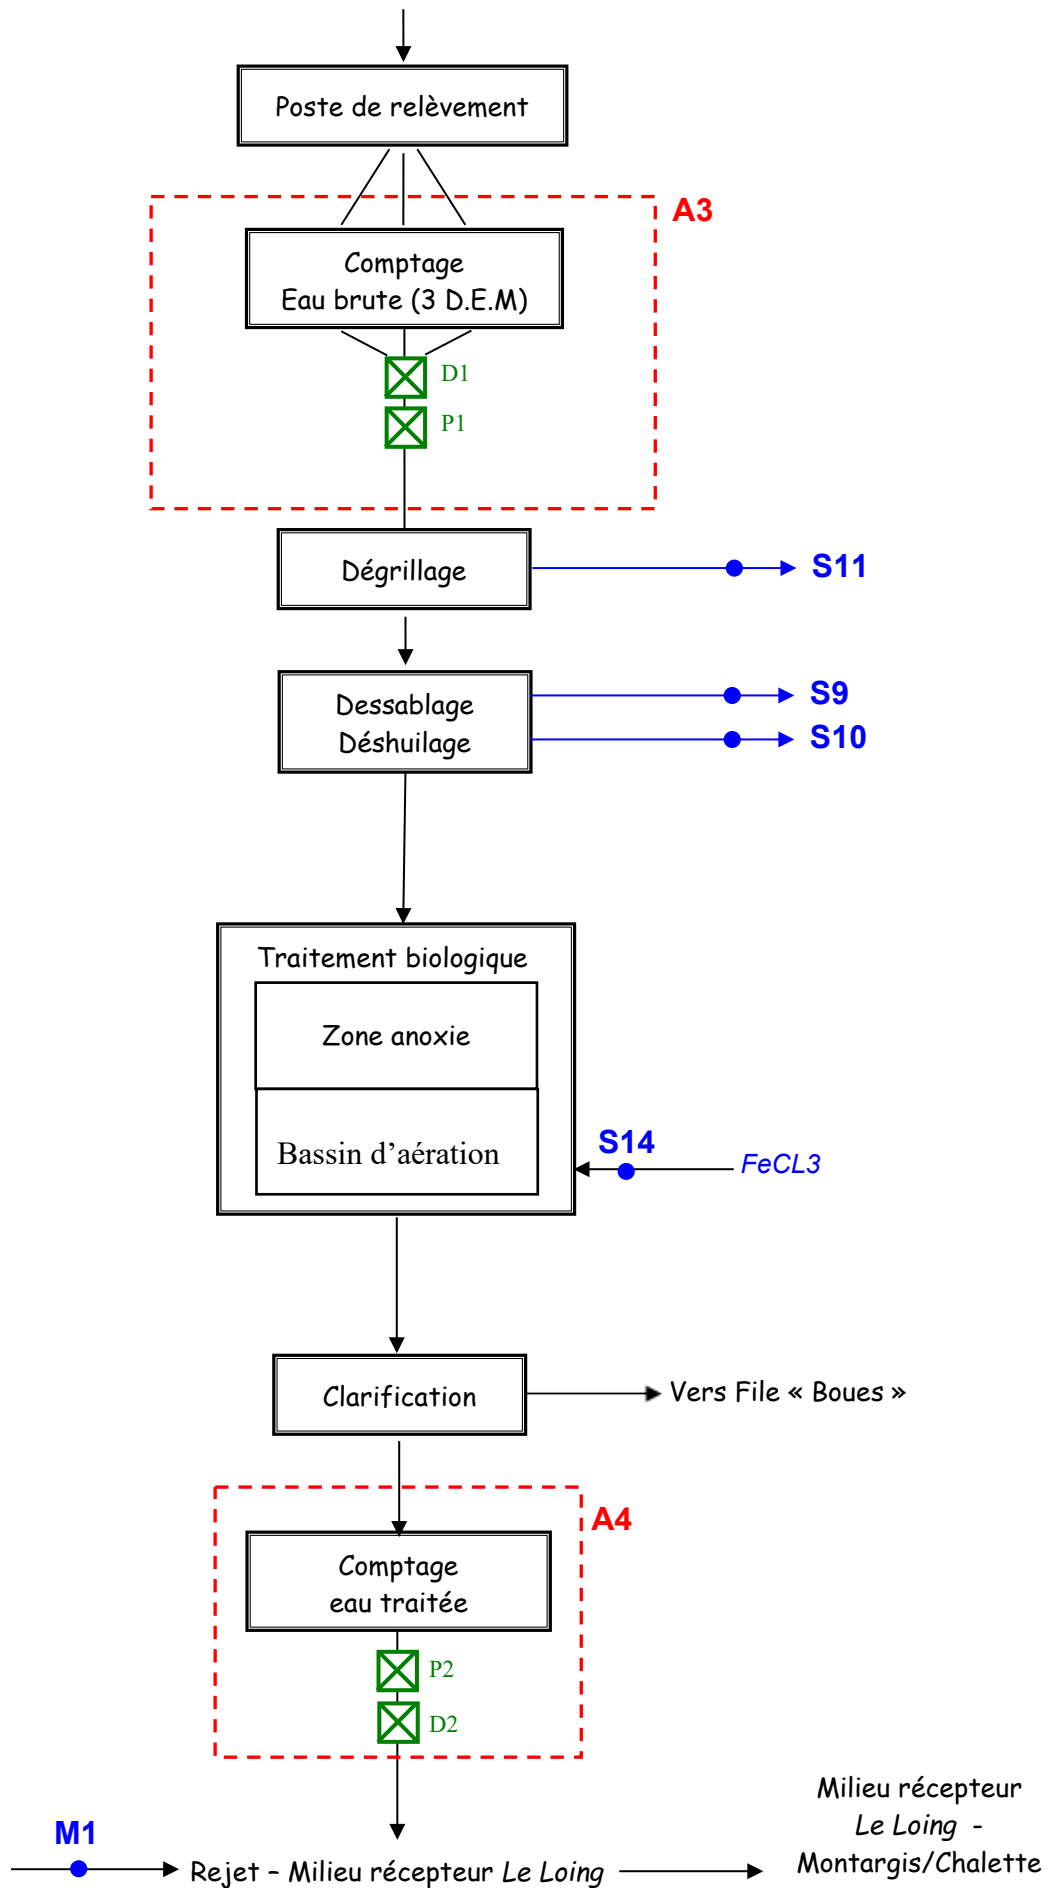 Poste de relèvement
A3
Comptage
Eau brute (3 D.E.M)
D1
P1
Dégrillage
S11
Dessablage
Déshuilage
S9
S10
Traitement biologique
Zone anoxie
Bassin d'aération
S14
FeCL3
Clarification
Vers File « Boues »
A4
Comptage
eau traitée
P2
D2
M1
Rejet – Milieu récepteur Le Loing
Milieu récepteur
Le Loing -
Montargis/Chalette